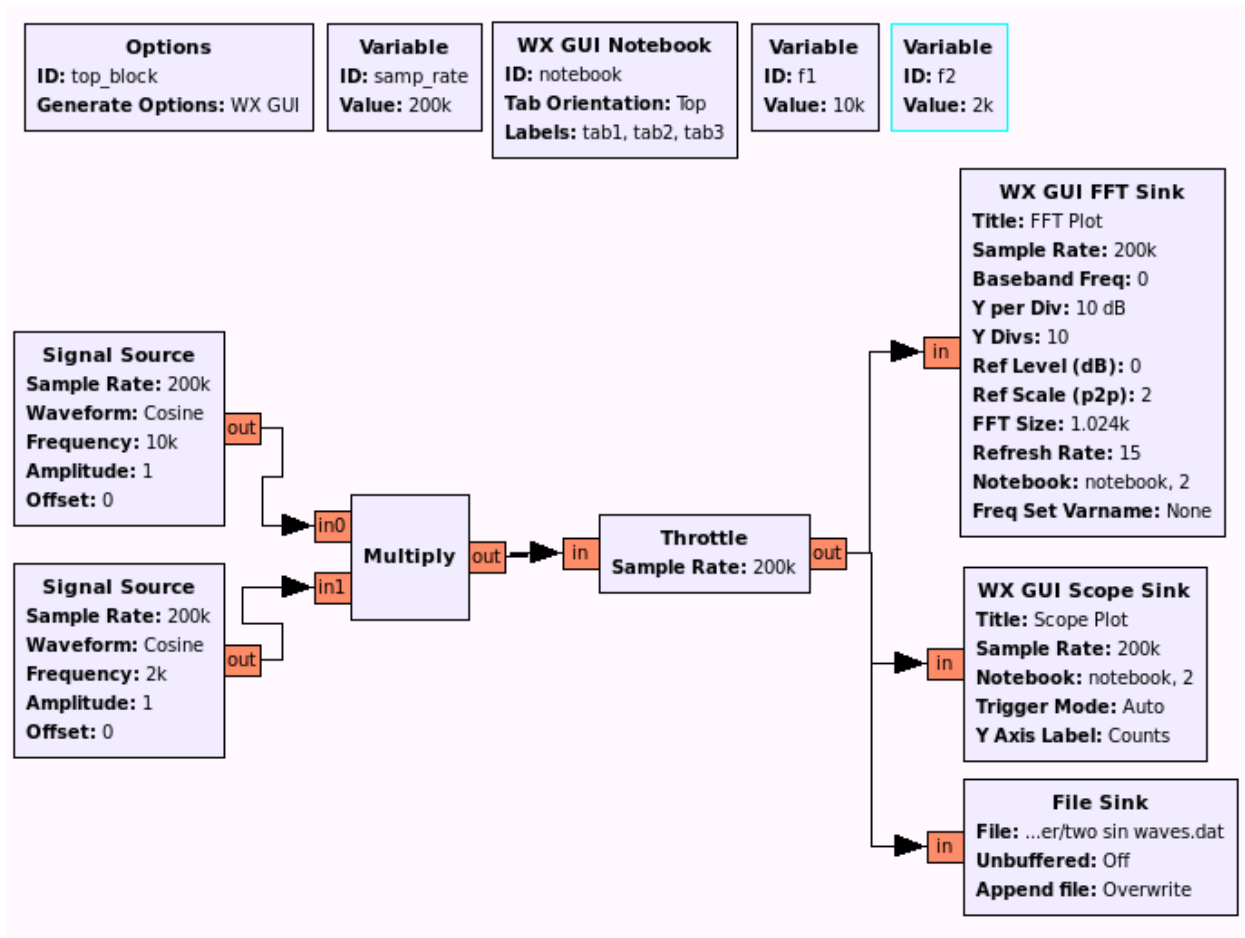 Options
ID: top_block
Generate Options: WX GUI
Variable
ID: samp_rate
Value: 200k
WX GUI Notebook
ID: notebook
Tab Orientation: Top
Labels: tab1, tab2, tab3
Variable
ID: f1
Value: 10k
Variable
ID: f2
Value: 2k
Signal Source
Sample Rate: 200k
Waveform: Cosine
Frequency: 10k
Amplitude: 1
Offset: 0
out
Signal Source
Sample Rate: 200k
Waveform: Cosine
Frequency: 2k
Amplitude: 1
Offset: 0
out
in0
in1
Multiply
out
in
Throttle
Sample Rate: 200k
out
in
WX GUI FFT Sink
Title: FFT Plot
Sample Rate: 200k
Baseband Freq: 0
Y per Div: 10 dB
Y Divs: 10
Ref Level (dB): 0
Ref Scale (p2p): 2
FFT Size: 1.024k
Refresh Rate: 15
Notebook: notebook, 2
Freq Set Varname: None
in
WX GUI Scope Sink
Title: Scope Plot
Sample Rate: 200k
Notebook: notebook, 2
Trigger Mode: Auto
Y Axis Label: Counts
in
File Sink
File: ...er/two sin waves.dat
Unbuffered: Off
Append file: Overwrite